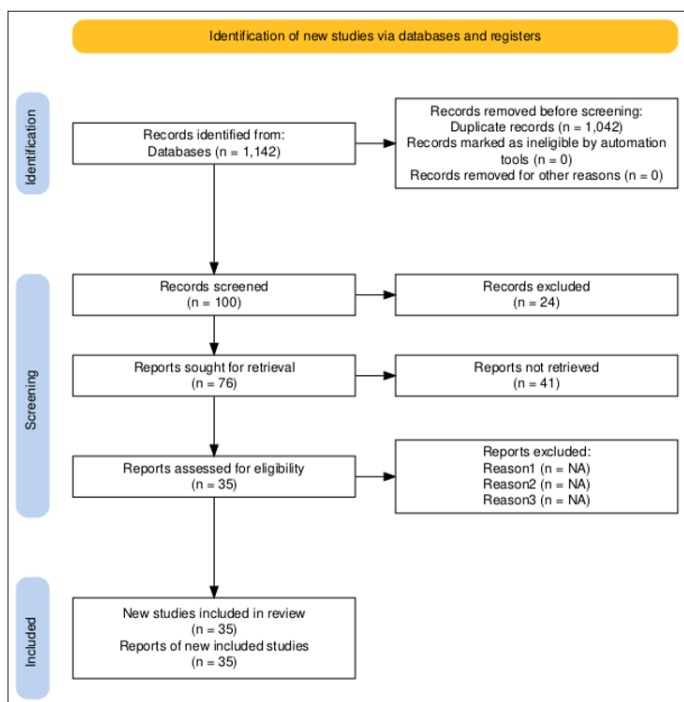 Identification of new studies via databases and registers
Identification
Records identified from:
Databases (n = 1,142)
Records removed before screening:
Duplicate records (n = 1,042)
Records marked as ineligible by automation
tools (n = 0)
Records removed for other reasons (n = 0)
Screening
Records screened
(n = 100)
Records excluded
(n = 24)
Reports sought for retrieval
(n = 76)
Reports not retrieved
(n = 41)
Reports assessed for eligibility
(n = 35)
Reports excluded:
Reason1 (n = NA)
Reason2 (n = NA)
Reason3 (n = NA)
Included
New studies included in review
(n = 35)
Reports of new included studies
(n = 35)